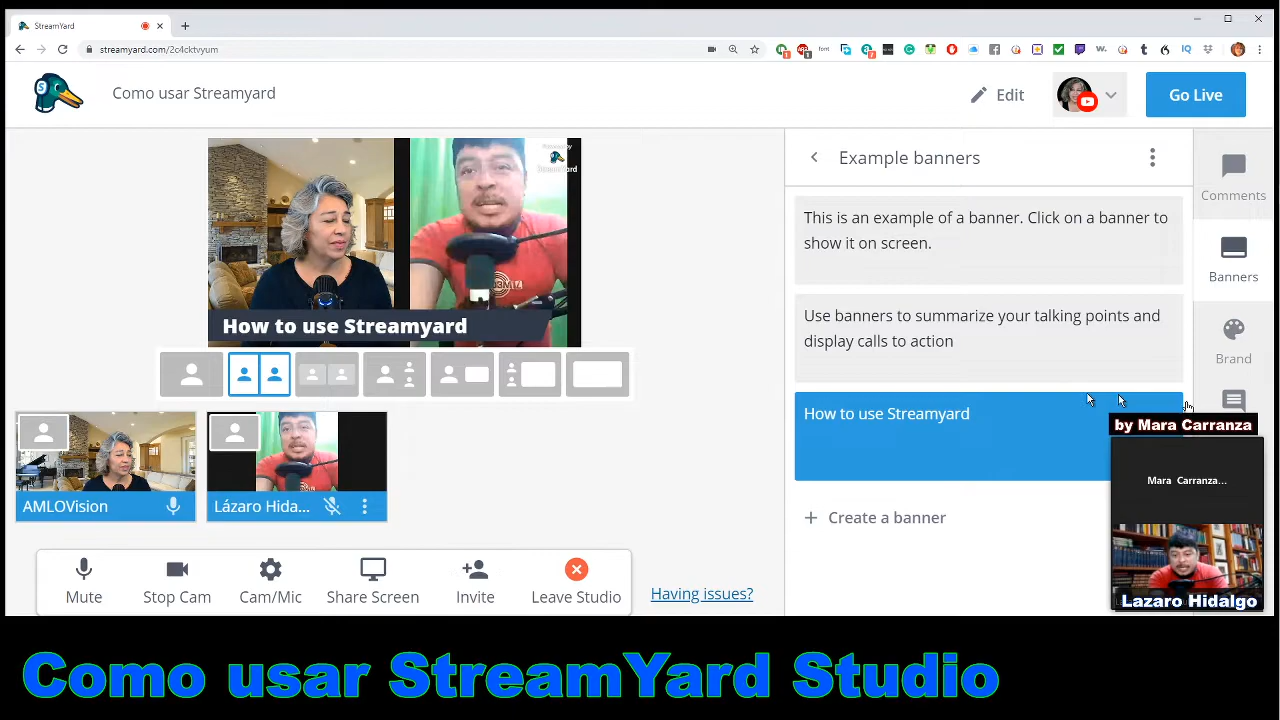 StreamYard
streamyard.com/2c4cktvyum
Como usar Streamyard
Edit
Go Live
How to use Streamyard
AMLOVision
Lázaro Hida...
Mute
Stop Cam
Cam/Mic
Share Screen
Invite
Leave Studio
Having issues?
Example banners
This is an example of a banner. Click on a banner to
show it on screen.
Use banners to summarize your talking points and
display calls to action
How to use Streamyard
Create a banner
Comments
Banners
Brand
by Mara Carranza
Mara Carranza...
Lazaro Hidalgo
Como usar StreamYard Studio